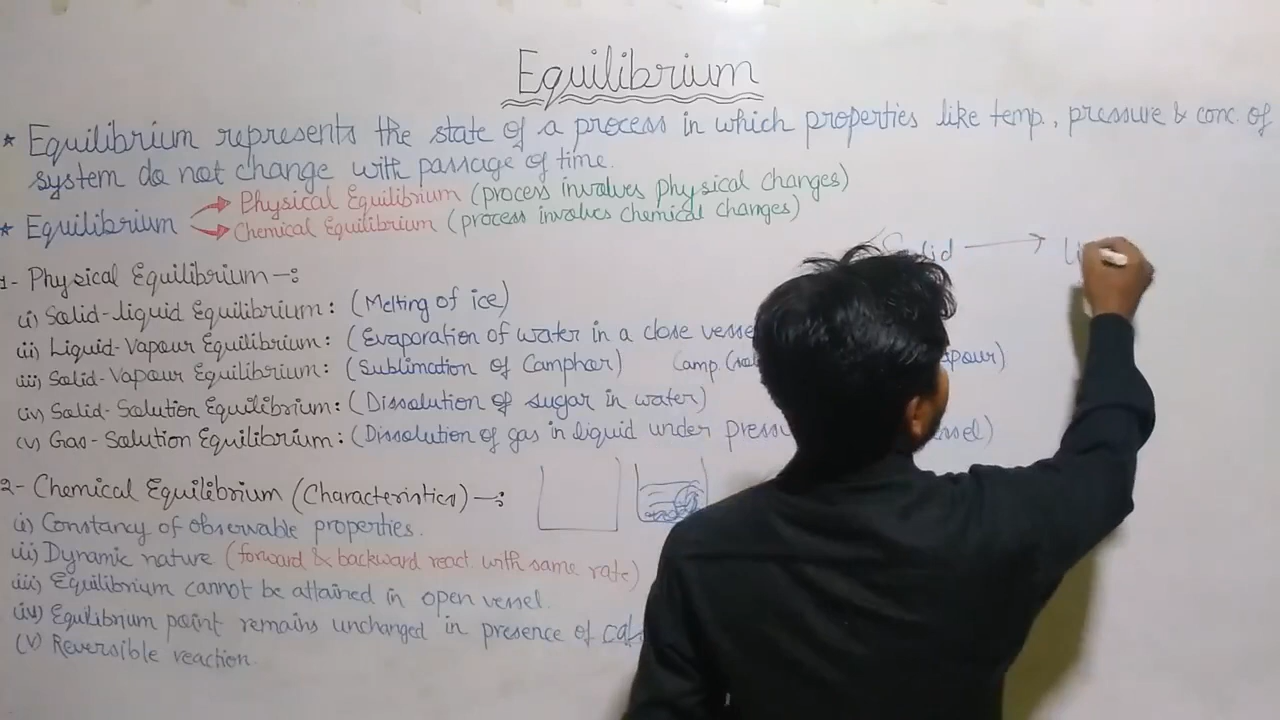 Equilibrium
* Equilibrium represents the state of a process in which properties like temp., pressure & conc. of
system do not change with passage of time.
* Equilibrium
Physical Equilibrium (process involves physical changes)
Chemical Equilibrium (process involves chemical changes)
Solid →
1- Physical Equilibrium -:
(i) Solid-liquid Equilibrium: (Melting of ice)
(ii) Liquid-Vapour Equilibrium: (Evaporation of water in a close
(iii) Solid-Vapour Equilibrium: (Sublimation of Camphor) Camp.
(iv) Solid-Solution Equilibrium: (Dissolution of sugar in water)
(v) Gas-Solution Equilibrium: (Dissolution of gas in liquid under
2- Chemical Equilibrium (Characteristics) -:
(i) Constancy of observable properties.
(ii) Dynamic nature (forward & backward react. with same rate)
(iii) Equilibrium cannot be attained in open vessel.
(iv) Equilibrium point remains unchanged in presence of
(v) Reversible reaction.